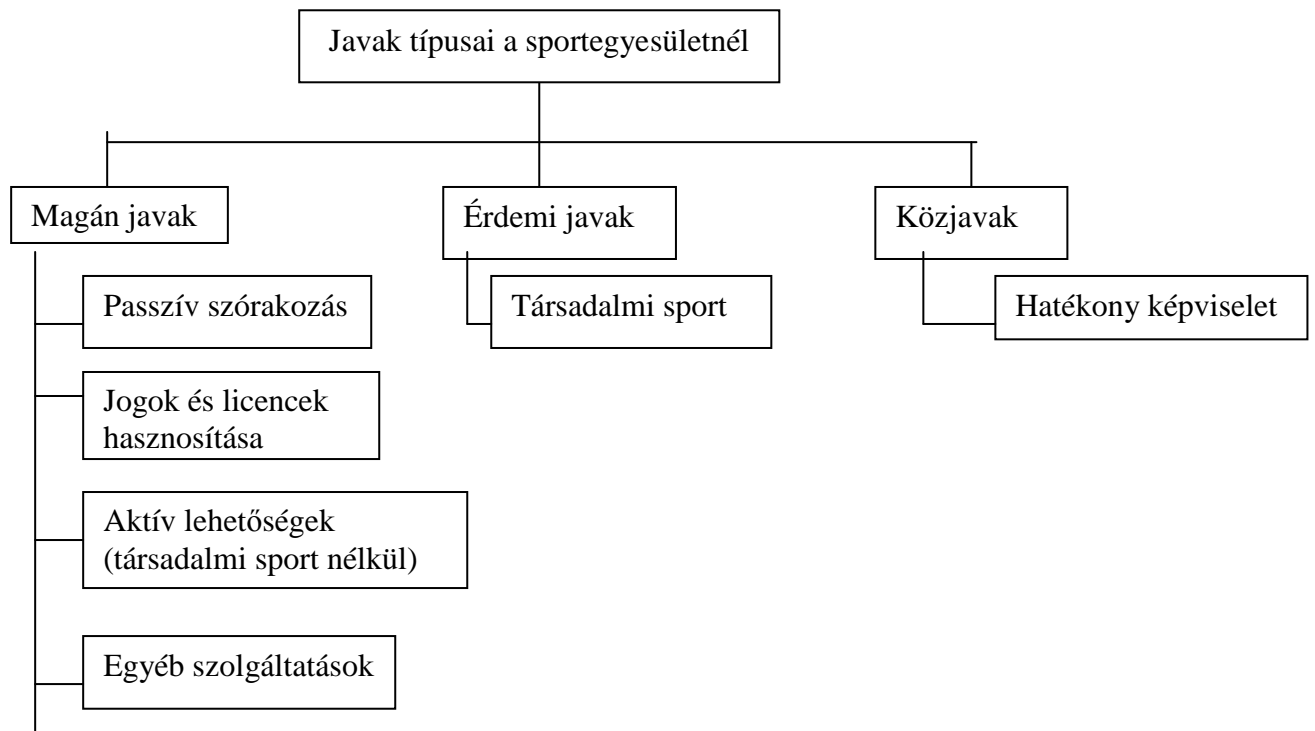 Javak típusai a sportegyesületnél
Magán javak
Érdemi javak
Közjavak
Passzív szórakozás
Társadalmi sport
Hatékony képviselet
Jogok és licencek
hasznosítása
Aktív lehetőségek
(társadalmi sport nélkül)
Egyéb szolgáltatások